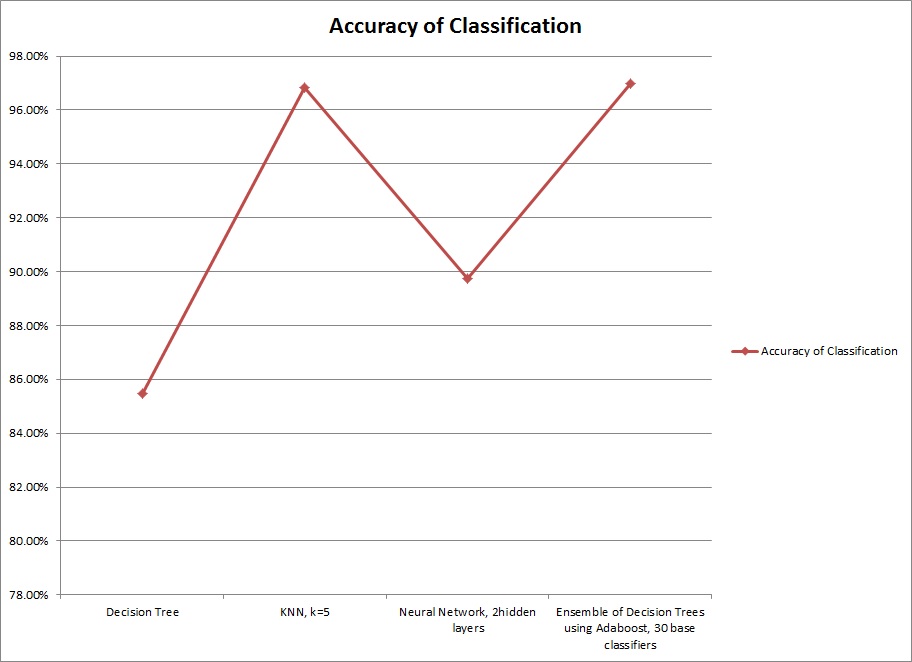 Accuracy of Classification
98.00%
96.00%
94.00%
92.00%
90.00%
88.00%
86.00%
84.00%
82.00%
80.00%
78.00%
Accuracy of Classification
Decision Tree
KNN, k=5
Neural Network, 2hidden
layers
Ensemble of Decision Trees
using Adaboost, 30 base
classifiers